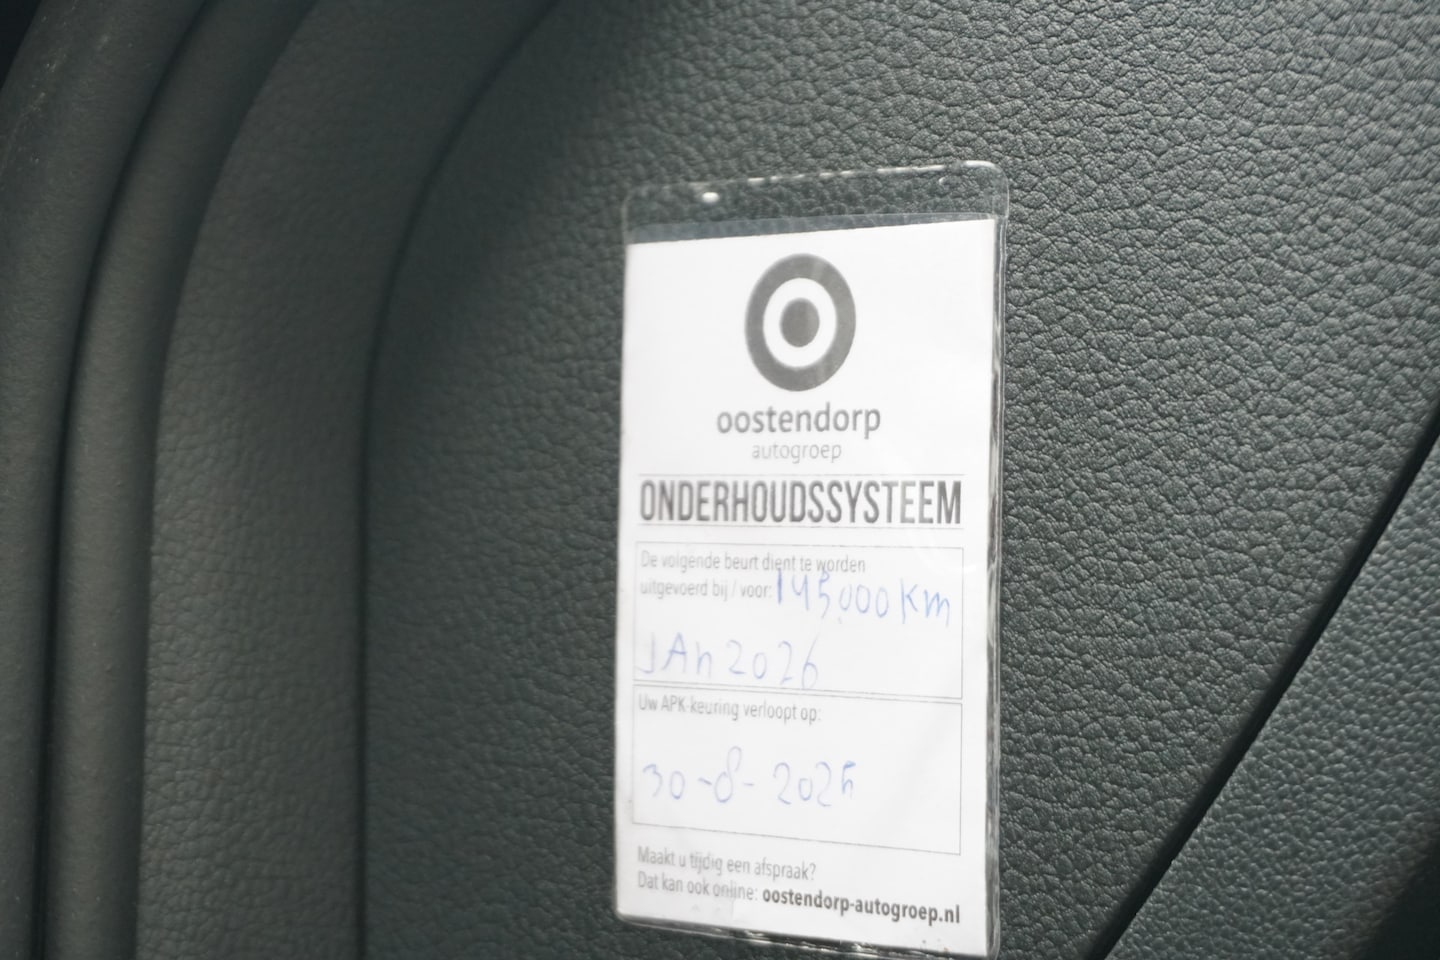 oostendorp
autogroep
ONDERHOUDSSYSTEEM
De volgende beurt dient te worden
uitgevoerd bij / voor: 145.000 km
JAn 2026
Uw APK-keuring verloopt op:
30-8-2025
Maakt u tijdig een afspraak?
Dat kan ook online: oostendorp-autogroep.nl